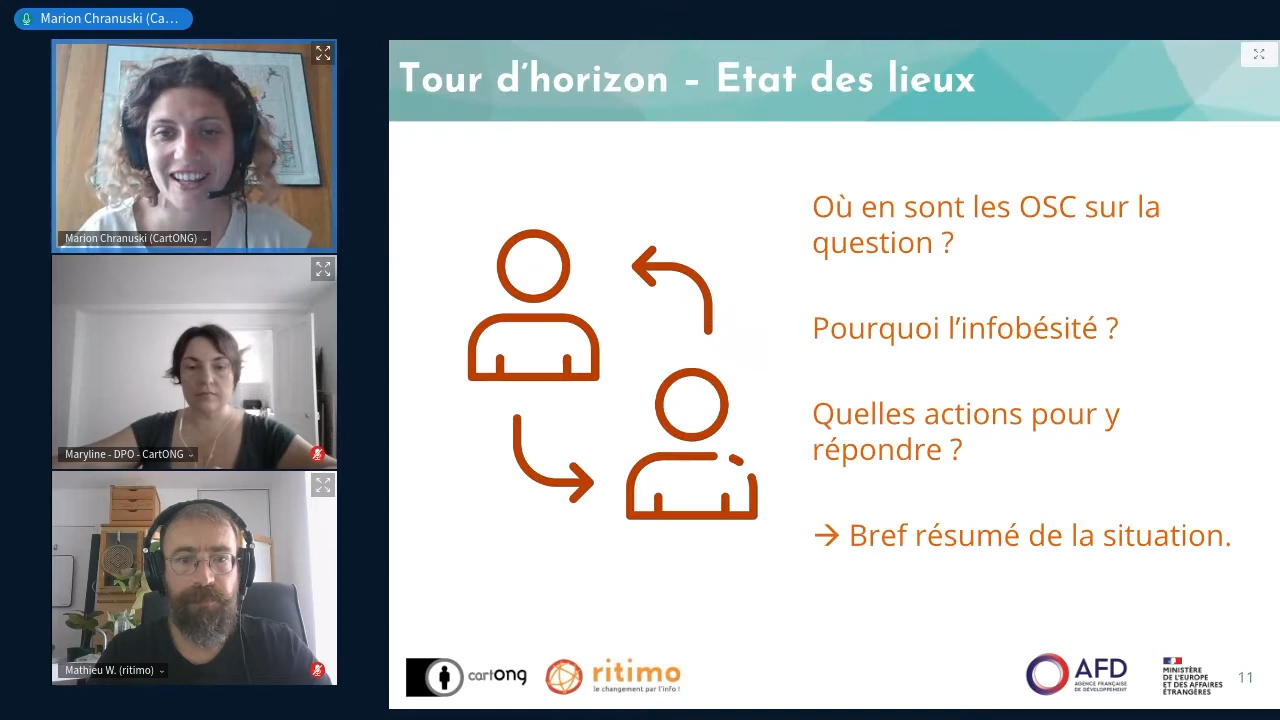 Marion Chranuski (Ca...
Marion Chranuski (CartONG)
Maryline - DPO - CartONG
Mathieu W. (ritimo)
Tour d'horizon – Etat des lieux
Où en sont les OSC sur la
question ?
Pourquoi l'infobésité ?
Quelles actions pour y
répondre ?
→ Bref résumé de la situation.
cartong
ritimo
le changement par l'info !
AFD
AGENCE FRANÇAISE
DE DÉVELOPPEMENT
MINISTÈRE
DE L'EUROPE
ET DES AFFAIRES
ÉTRANGÈRES
11